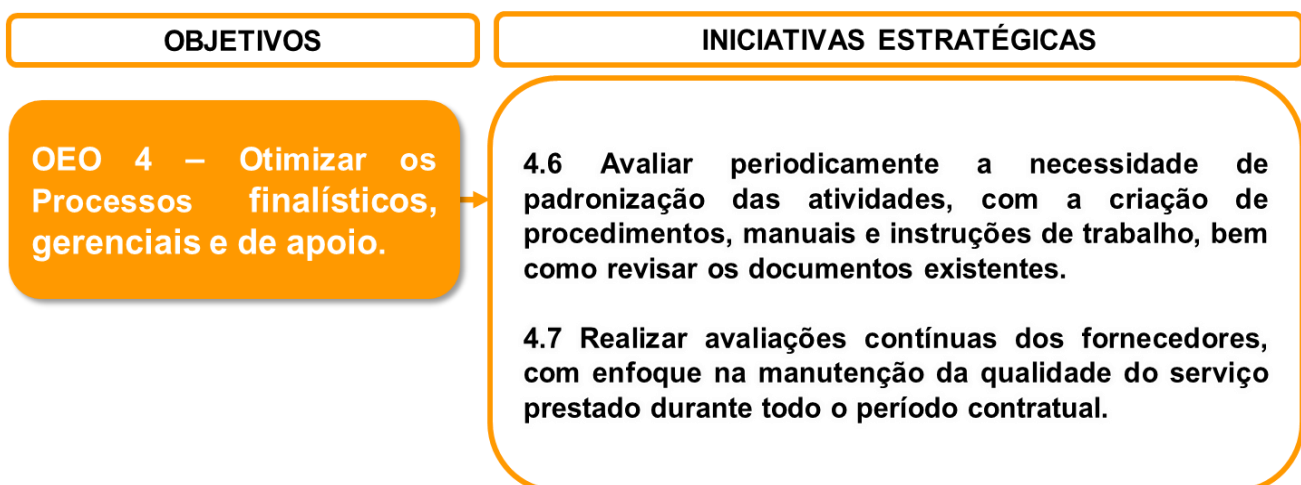 OBJETIVOS
INICIATIVAS ESTRATÉGICAS
OEO 4 – Otimizar os
Processos finalísticos,
gerenciais e de apoio.
4.6 Avaliar periodicamente a necessidade de
padronização das atividades, com a criação de
procedimentos, manuais e instruções de trabalho, bem
como revisar os documentos existentes.
4.7 Realizar avaliações contínuas dos fornecedores,
com enfoque na manutenção da qualidade do serviço
prestado durante todo o período contratual.